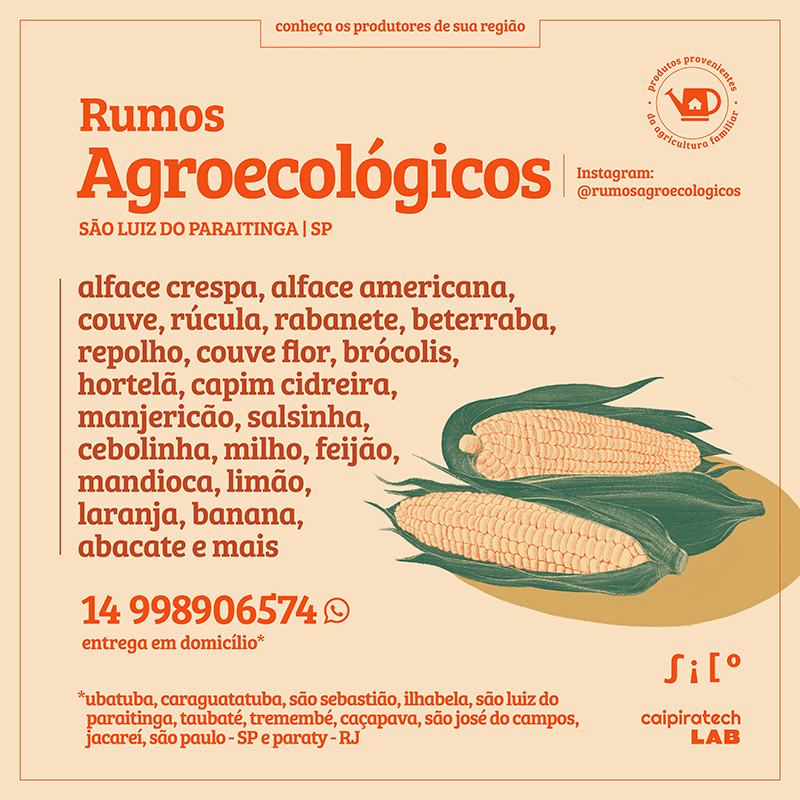 conheça os produtores de sua região
produtos provenientes
da agricultura familiar
Rumos
Agroecológicos
Instagram:
@rumosagroecologicos
SÃO LUIZ DO PARAITINGA | SP
alface crespa, alface americana,
couve, rúcula, rabanete, beterraba,
repolho, couve flor, brócolis,
hortelã, capim cidreira,
manjericão, salsinha,
cebolinha, milho, feijão,
mandioca, limão,
laranja, banana,
abacate e mais
14 998906574
entrega em domicílio*
*ubatuba, caraguatatuba, são sebastião, ilhabela, são luiz do
paraitinga, taubaté, tremembé, caçapava, são josé do campos,
jacareí, são paulo - SP e paraty - RJ
silo
caipiratech
LAB